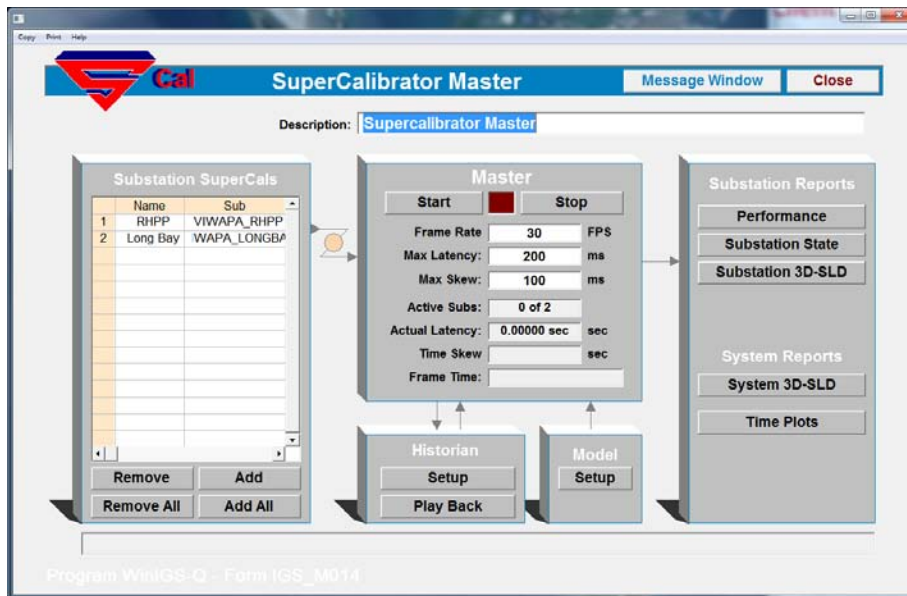 Copy Print Help
Cal
SuperCalibrator Master
Message Window
Close
Description: Supercalibrator Master
Substation SuperCals
Name Sub
1 RHPP VIWAPA_RHPP
2 Long Bay IWAPA_LONGBA
Remove Add
Remove All Add All
Master
Start Stop
Frame Rate 30 FPS
Max Latency: 200 ms
Max Skew: 100 ms
Active Subs: 0 of 2
Actual Latency: 0.00000 sec sec
Time Skew sec
Frame Time:
Historian
Setup
Play Back
Model
Setup
Substation Reports
Performance
Substation State
Substation 3D-SLD
System Reports
System 3D-SLD
Time Plots
Program WinIGS-Q - Form IGS_M014